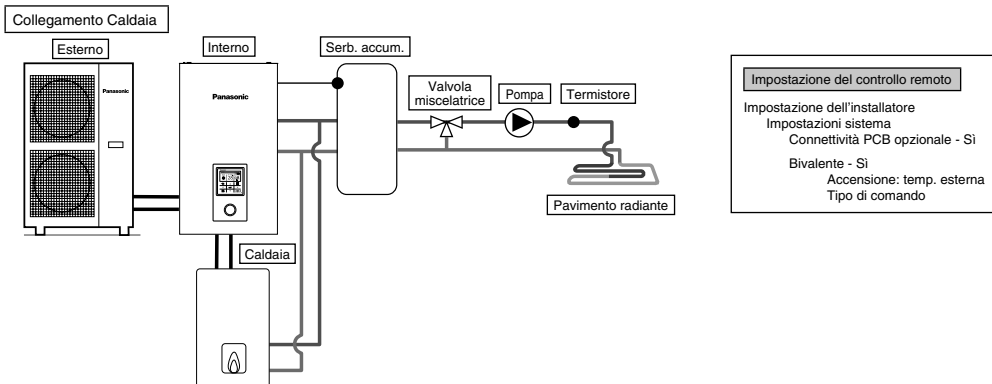 Collegamento Caldaia
Esterno
Interno
Serb. accum.
Valvola
miscelatrice
Pompa
Termistore
Panasonic
Panasonic
Pavimento radiante
Caldaia
Impostazione del controllo remoto
Impostazione dell'installatore
Impostazioni sistema
Connettività PCB opzionale - Sì
Bivalente - Sì
Accensione: temp. esterna
Tipo di comando